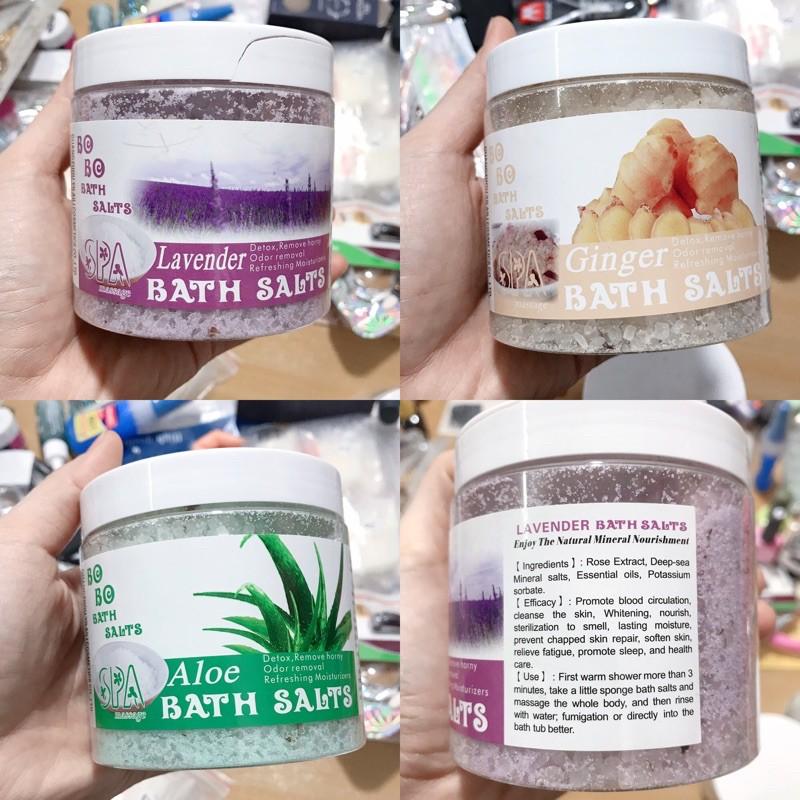 BO
BO
BATH
SALTS
SPA
massage
Lavender
Detox,Remove horny
Odor removal
Refreshing Moisturizers
BATH SALTS
BO
BO
BATH
SALTS
SPA
massage
Ginger
Detox,Remove horny
Odor removal
Refreshing Moisturizers
BATH SALTS
BO
BO
BATH
SALTS
SPA
massage
Aloe
Detox,Remove horny
Odor removal
Refreshing Moisturizers
BATH SALTS
LAVENDER BATH SALTS
Enjoy The Natural Mineral Nourishment
【 Ingredients 】 : Rose Extract, Deep-sea
Mineral salts, Essential oils, Potassium
sorbate.
【 Efficacy 】 : Promote blood circulation,
cleanse the skin, Whitening, nourish,
sterilization to smell, lasting moisture,
prevent chapped skin repair, soften skin,
relieve fatigue, promote sleep, and health
care.
【 Use 】 : First warm shower more than 3
minutes, take a little sponge bath salts and
massage the whole body, and then rinse
with water; fumigation or directly into the
bath tub better.